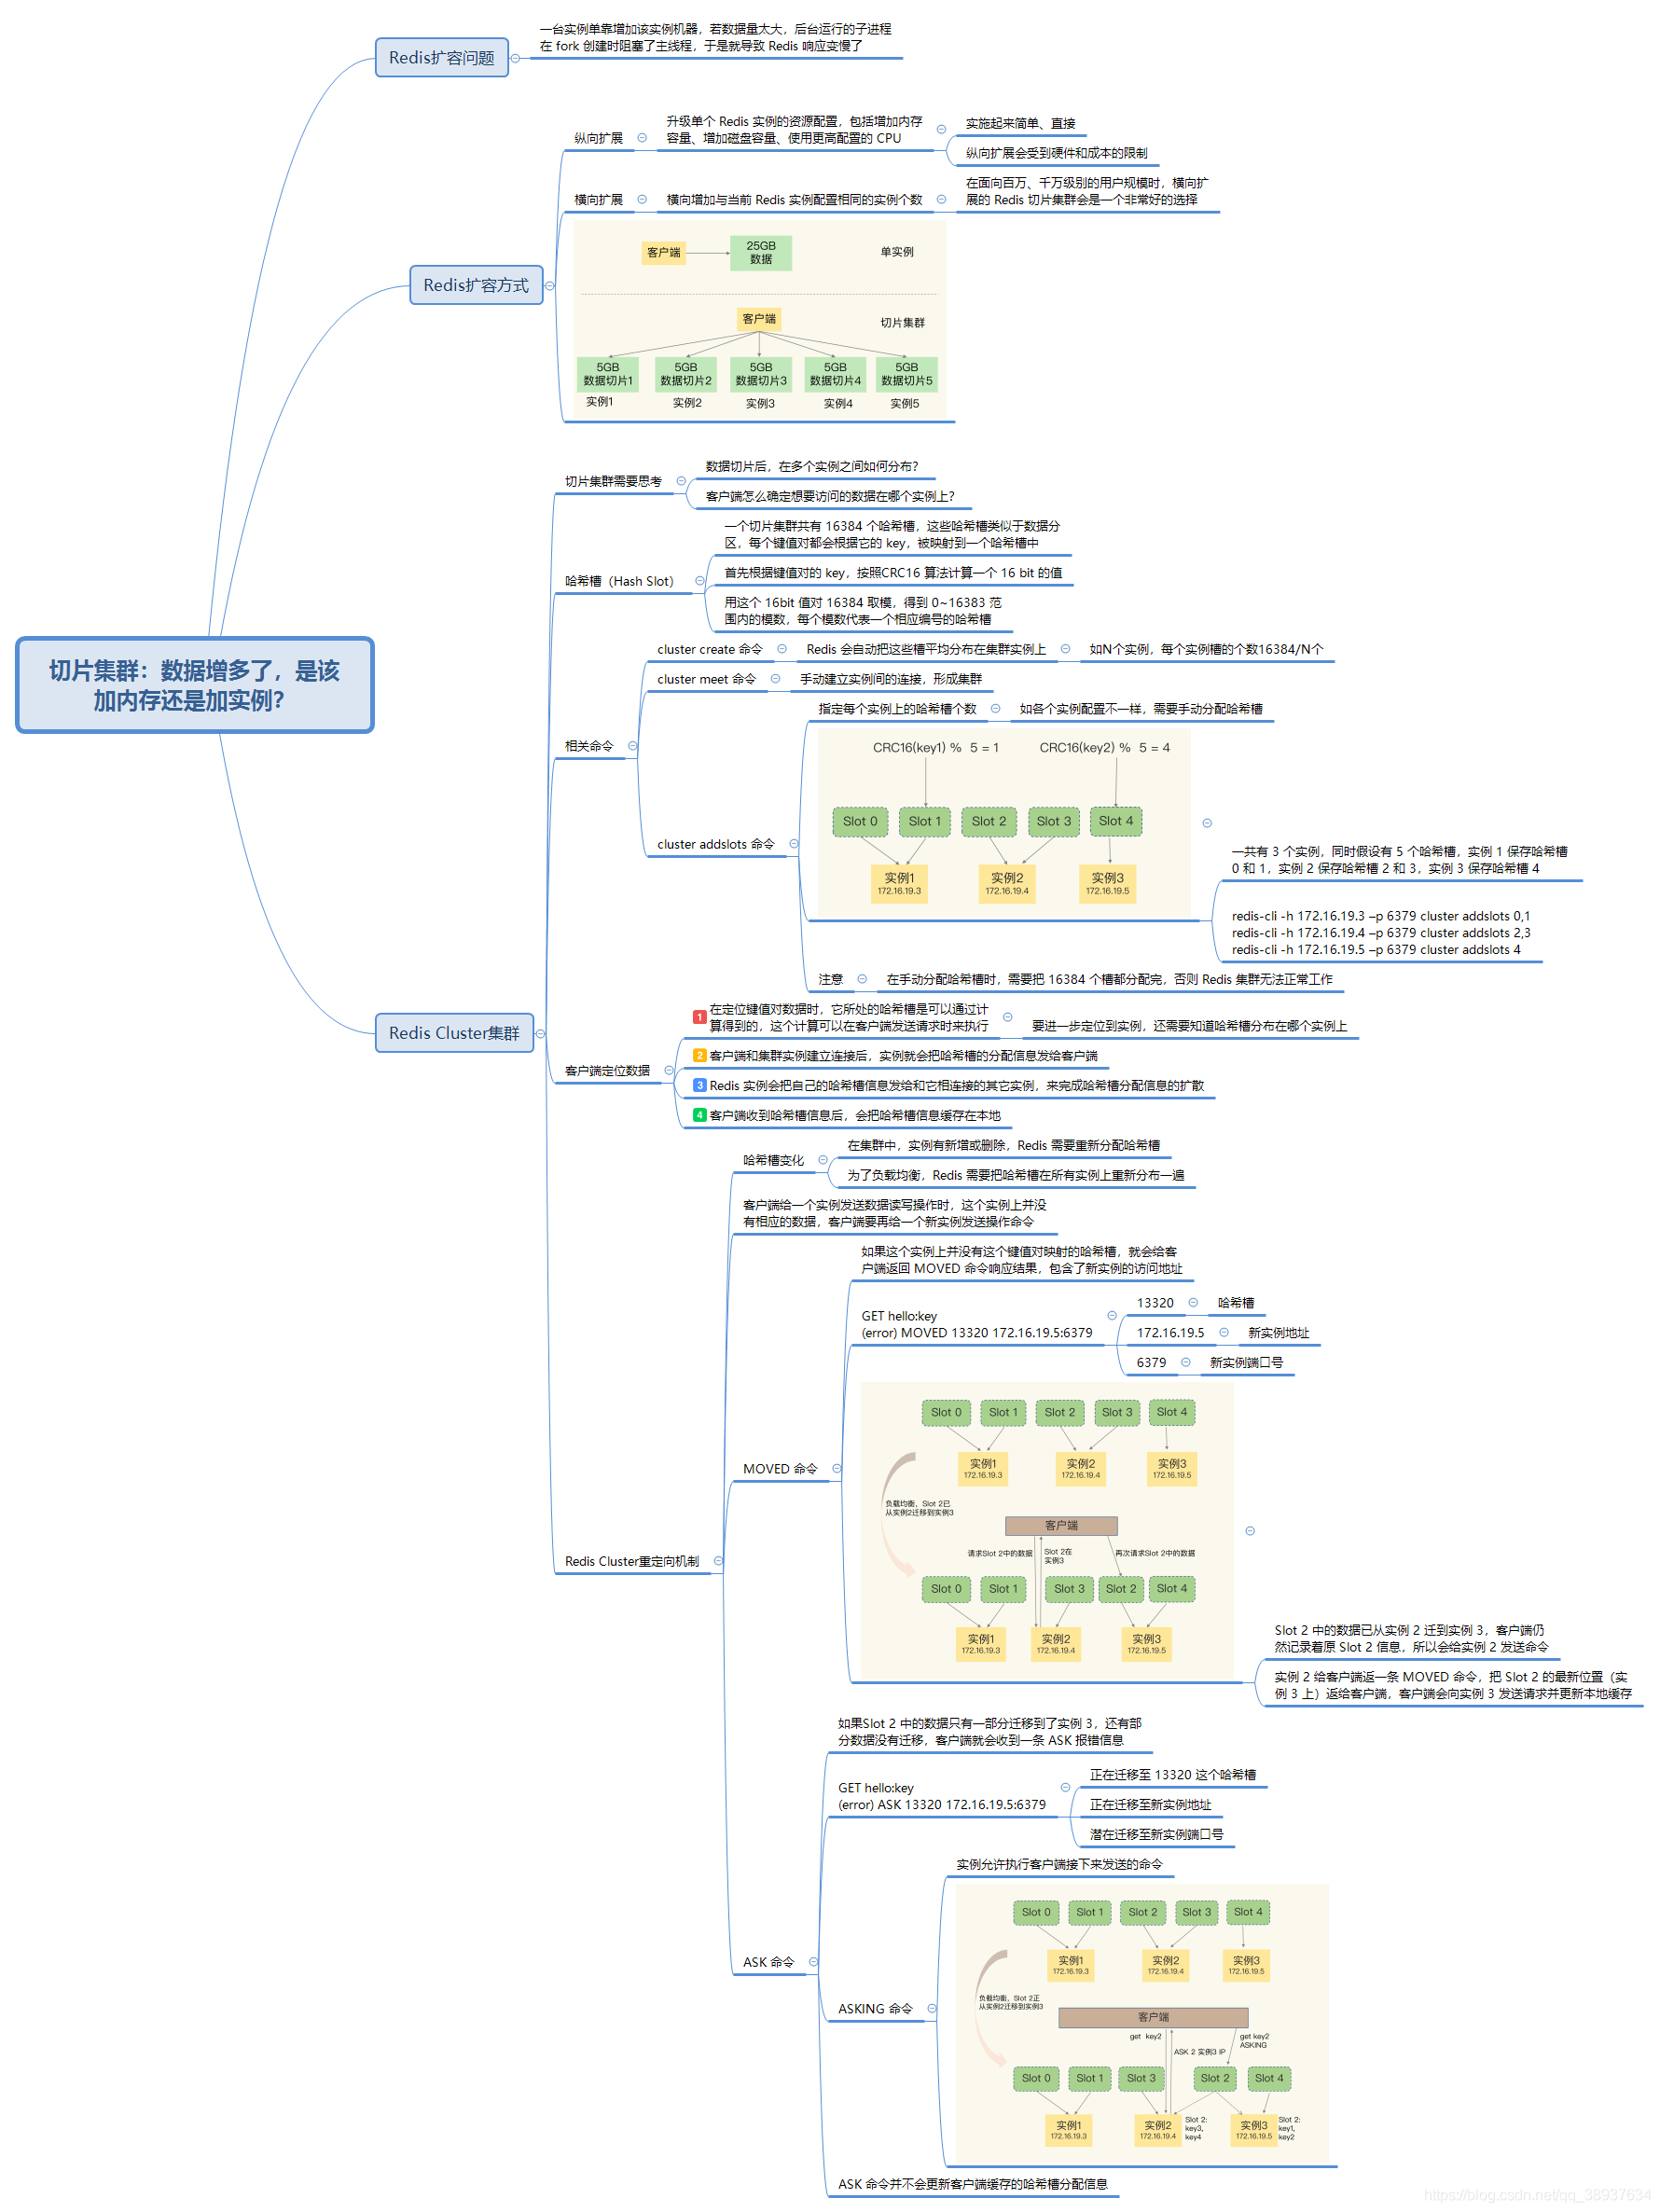 一台实例单靠增加该实例机器，若数据量太大，后台运行的子进程
在 fork 创建时阻塞了主线程，于是就导致 Redis 响应变慢了
Redis扩容问题
纵向扩展
升级单个 Redis 实例的资源配置，包括增加内存
容量、增加磁盘容量、使用更高配置的 CPU
实施起来简单、直接
纵向扩展会受到硬件和成本的限制
横向扩展
横向增加与当前 Redis 实例配置相同的实例个数
在面向百万、千万级别的用户规模时，横向扩
展的 Redis 切片集群会是一个非常好的选择
客户端
25GB
数据
单实例
Redis扩容方式
客户端
切片集群
5GB
数据切片1
5GB
数据切片2
5GB
数据切片3
5GB
数据切片4
5GB
数据切片5
实例1
实例2
实例3
实例4
实例5
切片集群需要思考
数据切片后，在多个实例之间如何分布？
客户端怎么确定想要访问的数据在哪个实例上？
哈希槽（Hash Slot）
一个切片集群共有 16384 个哈希槽，这些哈希槽类似于数据分
区，每个键值对都会根据它的 key，被映射到一个哈希槽中
首先根据键值对的 key，按照CRC16 算法计算一个 16 bit 的值
用这个 16bit 值对 16384 取模，得到 0~16383 范
围内的模数，每个模数代表一个相应编号的哈希槽
切片集群：数据增多了，是该
加内存还是加实例？
相关命令
cluster create 命令
Redis 会自动把这些槽平均分布在集群实例上
如N个实例，每个实例槽的个数16384/N个
cluster meet 命令
手动建立实例间的连接，形成集群
cluster addslots 命令
指定每个实例上的哈希槽个数
如各个实例配置不一样，需要手动分配哈希槽
CRC16(key1) % 5 = 1
CRC16(key2) % 5 = 4
Slot 0
Slot 1
Slot 2
Slot 3
Slot 4
实例1
172.16.19.3
实例2
172.16.19.4
实例3
172.16.19.5
一共有 3 个实例，同时假设有 5 个哈希槽，实例 1 保存哈希槽
0 和 1，实例 2 保存哈希槽 2 和 3，实例 3 保存哈希槽 4
redis-cli -h 172.16.19.3 –p 6379 cluster addslots 0,1
redis-cli -h 172.16.19.4 –p 6379 cluster addslots 2,3
redis-cli -h 172.16.19.5 –p 6379 cluster addslots 4
注意
在手动分配哈希槽时，需要把 16384 个槽都分配完，否则 Redis 集群无法正常工作
Redis Cluster集群
客户端定位数据
1
在定位键值对数据时，它所处的哈希槽是可以通过计
算得到的，这个计算可以在客户端发送请求时来执行
要进一步定位到实例，还需要知道哈希槽分布在哪个实例上
2 客户端和集群实例建立连接后，实例就会把哈希槽的分配信息发给客户端
3 Redis 实例会把自己的哈希槽信息发给和它相连接的其它实例，来完成哈希槽分配信息的扩散
4 客户端收到哈希槽信息后，会把哈希槽信息缓存在本地
Redis Cluster重定向机制
哈希槽变化
在集群中，实例有新增或删除，Redis 需要重新分配哈希槽
为了负载均衡，Redis 需要把哈希槽在所有实例上重新分布一遍
客户端给一个实例发送数据读写操作时，这个实例上并没
有相应的数据，客户端要再给一个新实例发送操作命令
MOVED 命令
如果这个实例上并没有这个键值对映射的哈希槽，就会给客
户端返回 MOVED 命令响应结果，包含了新实例的访问地址
GET hello:key
(error) MOVED 13320 172.16.19.5:6379
13320
哈希槽
172.16.19.5
新实例地址
6379
新实例端口号
Slot 0
Slot 1
Slot 2
Slot 3
Slot 4
实例1
172.16.19.3
实例2
172.16.19.4
实例3
172.16.19.5
负载均衡，Slot 2已
从实例2迁移到实例3
客户端
请求Slot 2中的数据
Slot 2在
实例3
再次请求Slot 2中的数据
Slot 0
Slot 1
Slot 3
Slot 2
Slot 4
实例1
172.16.19.3
实例2
172.16.19.4
实例3
172.16.19.5
Slot 2 中的数据已从实例 2 迁到实例 3，客户端仍
然记录着原 Slot 2 信息，所以会给实例 2 发送命令
实例 2 给客户端返一条 MOVED 命令，把 Slot 2 的最新位置（实
例 3 上）返给客户端，客户端会向实例 3 发送请求并更新本地缓存
ASK 命令
如果Slot 2 中的数据只有一部分迁移到了实例 3，还有部
分数据没有迁移，客户端就会收到一条 ASK 报错信息
GET hello:key
(error) ASK 13320 172.16.19.5:6379
正在迁移至 13320 这个哈希槽
正在迁移至新实例地址
潜在迁移至新实例端口号
ASKING 命令
实例允许执行客户端接下来发送的命令
Slot 0
Slot 1
Slot 2
Slot 3
Slot 4
实例1
172.16.19.3
实例2
172.16.19.4
实例3
172.16.19.5
负载均衡，Slot 2正
从实例2迁移到实例3
客户端
get key2
ASK 2 实例3 IP
get key2
ASKING
Slot 0
Slot 1
Slot 3
Slot 2
Slot 4
实例1
172.16.19.3
实例2
172.16.19.4
Slot 2:
key3,
key4
实例3
172.16.19.5
Slot 2:
key1,
key2
ASK 命令并不会更新客户端缓存的哈希槽分配信息
https://blog.csdn.net/qq_38937634